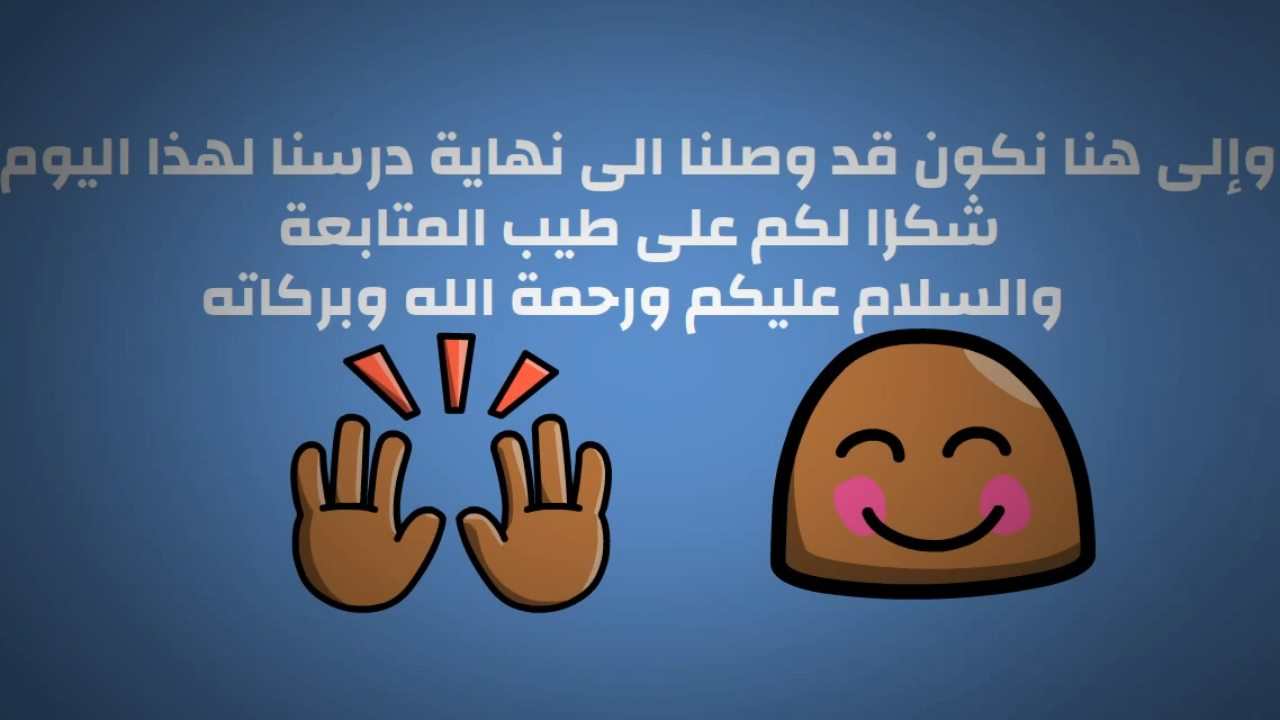 وإلى هنا نكون قد وصلنا الى نهاية درسنا لهذا اليوم
شكرا لكم على طيب المتابعة
والسلام عليكم ورحمة الله وبركاته